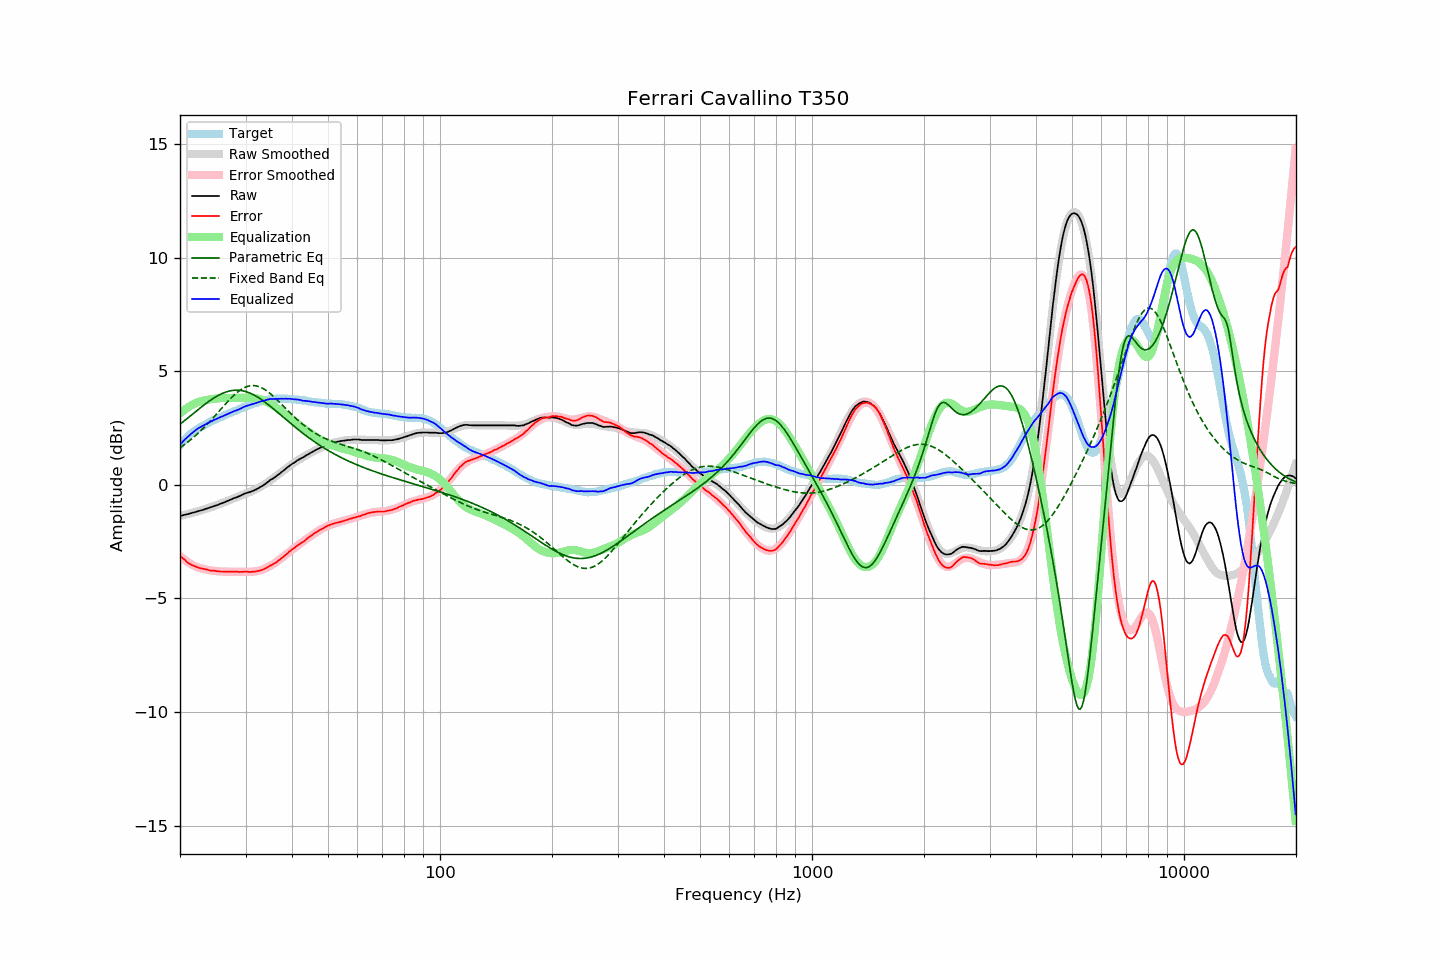 Ferrari Cavallino T350
Target
Raw Smoothed
Error Smoothed
Raw
Error
Equalization
Parametric Eq
Fixed Band Eq
Equalized
15
10
5
0
−5
−10
−15
Amplitude (dBr)
100
1000
10000
Frequency (Hz)